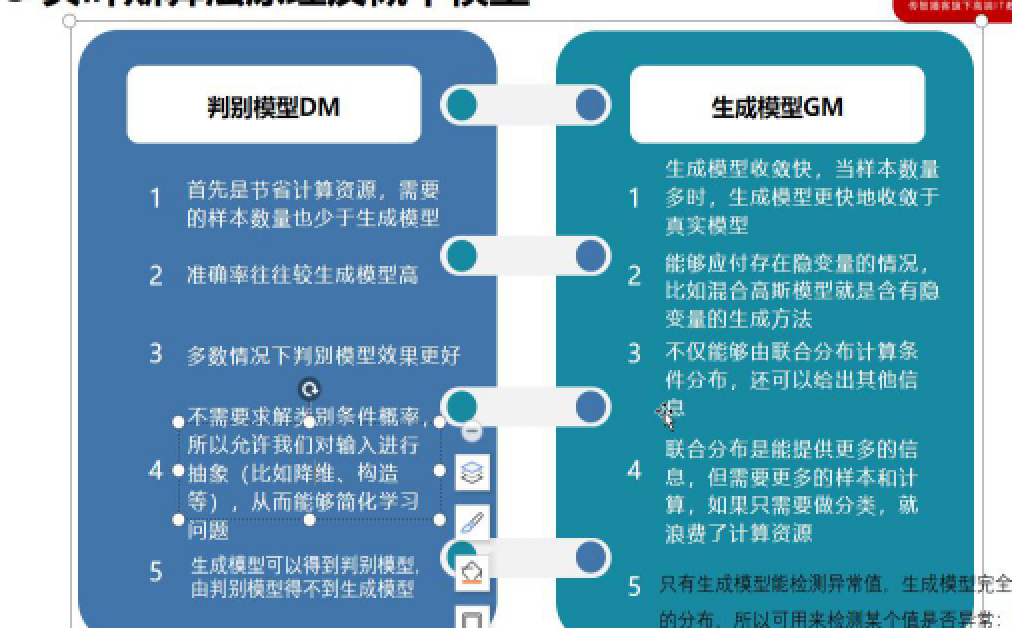 判别模型DM
1 首先是节省计算资源，需要
的样本数量也少于生成模型
2 准确率往往较生成模型高
3 多数情况下判别模型效果更好
4 不需要求解类别条件概率，
所以允许我们对输入进行
抽象（比如降维、构造
等），从而能够简化学习
问题
5 生成模型可以得到判别模型，
由判别模型得不到生成模型
生成模型GM
1 生成模型收敛快，当样本数量
多时，生成模型更快地收敛于
真实模型
2 能够应付存在隐变量的情况，
比如混合高斯模型就是含有隐
变量的生成方法
3 不仅能够由联合分布计算条
件分布，还可以给出其他信
息
4 联合分布是能提供更多的信
息，但需要更多的样本和计
算，如果只需要做分类，就
浪费了计算资源
5 只有生成模型能检测异常值，生成模型完全
的分布，所以可用来检测某个值是否异常；